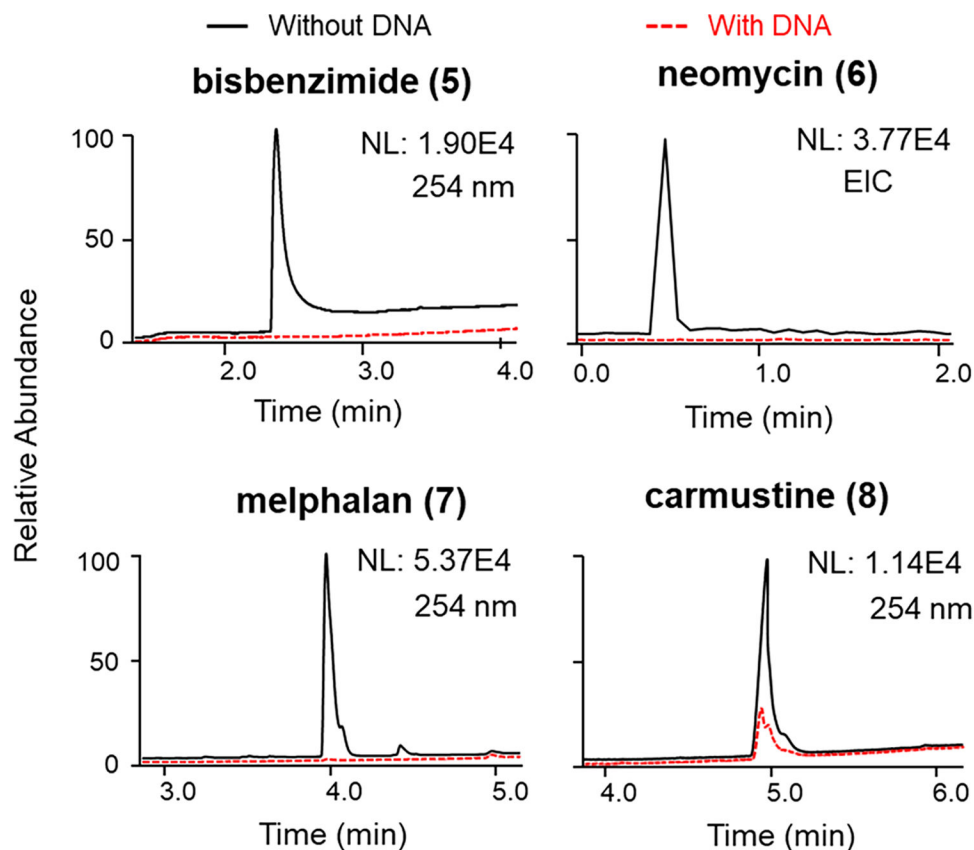 Without DNA
With DNA
bisbenzimide (5)
neomycin (6)
100
50
0
NL: 1.90E4
254 nm
2.0
3.0
4.0
Time (min)
NL: 3.77E4
EIC
0.0
1.0
2.0
Time (min)
Relative Abundance
melphalan (7)
carmustine (8)
100
50
0
NL: 5.37E4
254 nm
3.0
4.0
5.0
Time (min)
NL: 1.14E4
254 nm
4.0
5.0
6.0
Time (min)